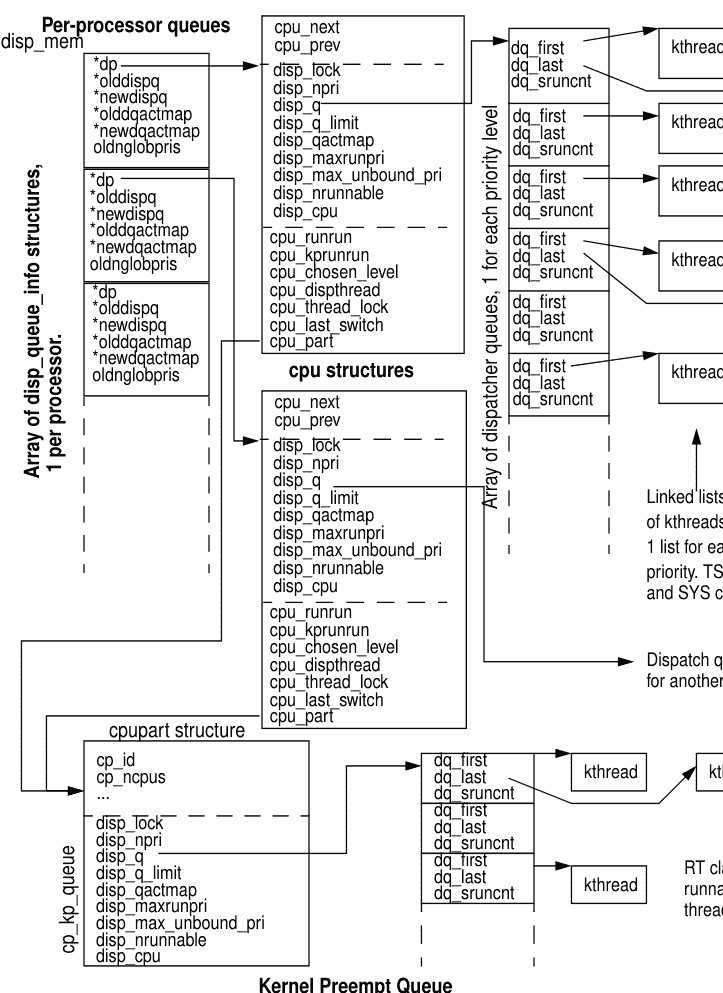 Per-processor queues
disp_mem
*dp
*olddispq
*newdispq
*olddqactmap
*newdqactmap
oldnglobpris
*dp
*olddispq
*newdispq
*olddqactmap
*newdqactmap
oldnglobpris
*dp
*olddispq
*newdispq
*olddqactmap
*newdqactmap
oldnglobpris
Array of disp_queue_info structures,
1 per processor.
cpu_next
cpu_prev
disp_lock
disp_npri
disp_q
disp_q_limit
disp_qactmap
disp_maxrunpri
disp_max_unbound_pri
disp_nrunnable
disp_cpu
cpu_runrun
cpu_kprunrun
cpu_chosen_level
cpu_dispthread
cpu_thread_lock
cpu_last_switch
cpu_part
cpu structures
cpu_next
cpu_prev
disp_lock
disp_npri
disp_q
disp_q_limit
disp_qactmap
disp_maxrunpri
disp_max_unbound_pri
disp_nrunnable
disp_cpu
cpu_runrun
cpu_kprunrun
cpu_chosen_level
cpu_dispthread
cpu_thread_lock
cpu_last_switch
cpu_part
Array of dispatcher queues, 1 for each priority level
dq_first
dq_last
dq_sruncnt
dq_first
dq_last
dq_sruncnt
dq_first
dq_last
dq_sruncnt
dq_first
dq_last
dq_sruncnt
dq_first
dq_last
dq_sruncnt
dq_first
dq_last
dq_sruncnt
kthread
kthread
kthread
kthread
kthread
Linked lists
of kthreads
1 list for ea
priority. TS
and SYS c
Dispatch q
for another
cpupart structure
cp_id
cp_ncpus
...
disp_lock
disp_npri
disp_q
disp_q_limit
disp_qactmap
disp_maxrunpri
disp_max_unbound_pri
disp_nrunnable
disp_cpu
cp_kp_queue
dq_first
dq_last
dq_sruncnt
dq_first
dq_last
dq_sruncnt
dq_first
dq_last
dq_sruncnt
kthread
kt
kthread
RT cla
runna
threa
Kernel Preempt Queue